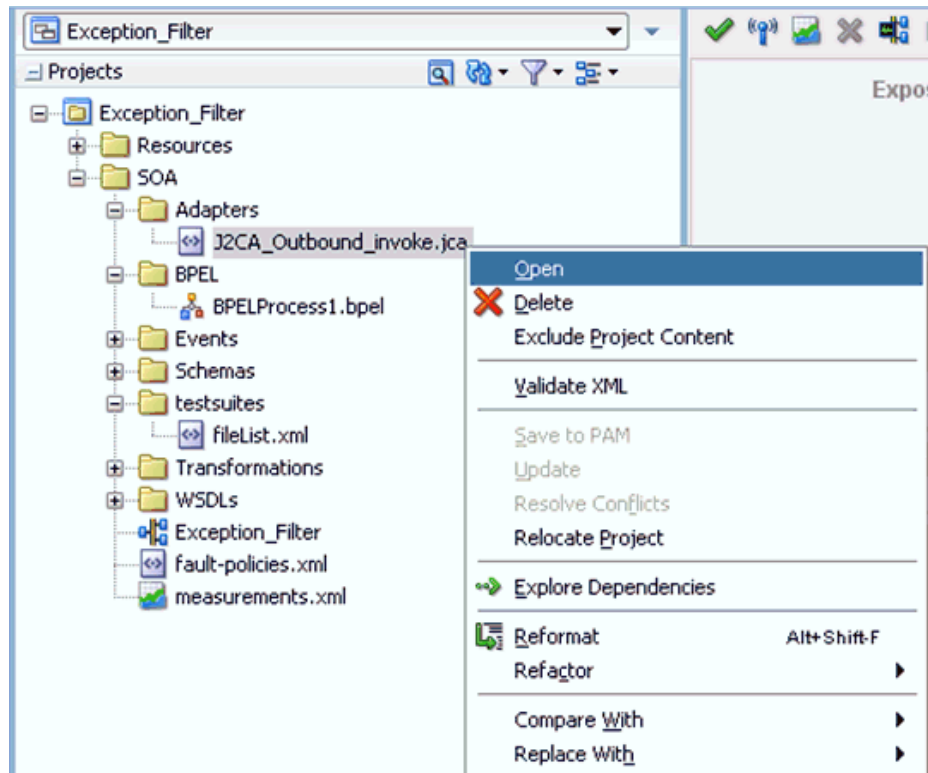 Exception_Filter
Projects
Expos
Exception_Filter
Resources
SOA
Adapters
J2CA_Outbound_invoke.jca
BPEL
BPELProcess1.bpel
Events
Schemas
testsuites
fileList.xml
Transformations
WSDLs
Exception_Filter
fault-policies.xml
measurements.xml
Open
Delete
Exclude Project Content
Validate XML
Save to PAM
Update
Resolve Conflicts
Relocate Project
Explore Dependencies
Reformat Alt+Shift-F
Refactor
Compare With
Replace With